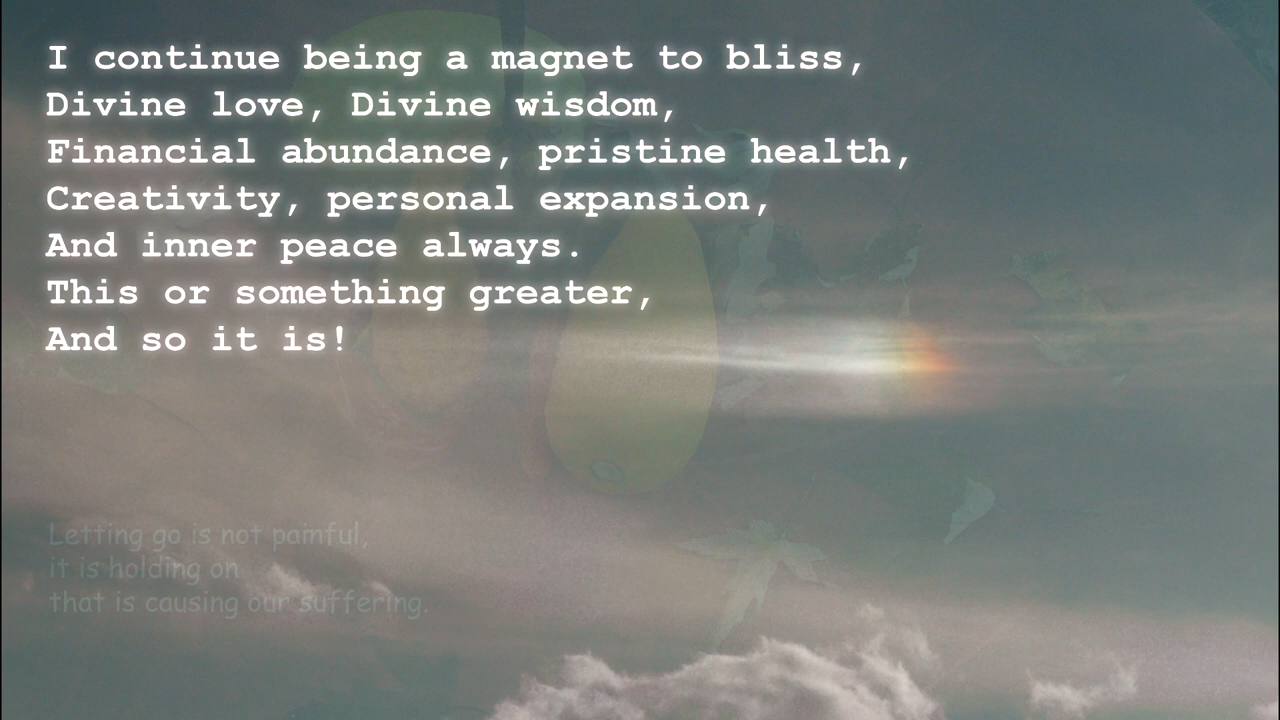 I continue being a magnet to bliss,
Divine love, Divine wisdom,
Financial abundance, pristine health,
Creativity, personal expansion,
And inner peace always.
This or something greater,
And so it is!
Letting go is not painful,
it is holding on
that is causing our suffering.